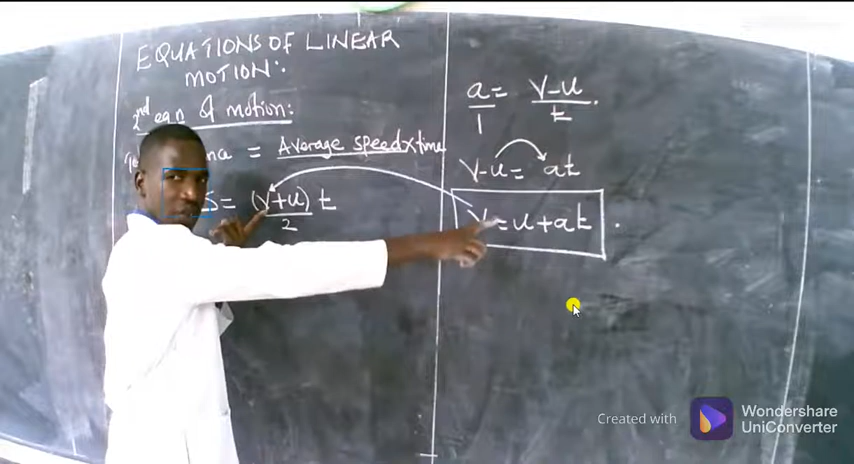 EQUATIONS OF LINEAR
MOTION:
2nd eqn of motion:
= Average speed x time
S = (v+u) t
2
a = v-u
1 t
v-u = at
v = u + at
Created with
Wondershare
UniConverter